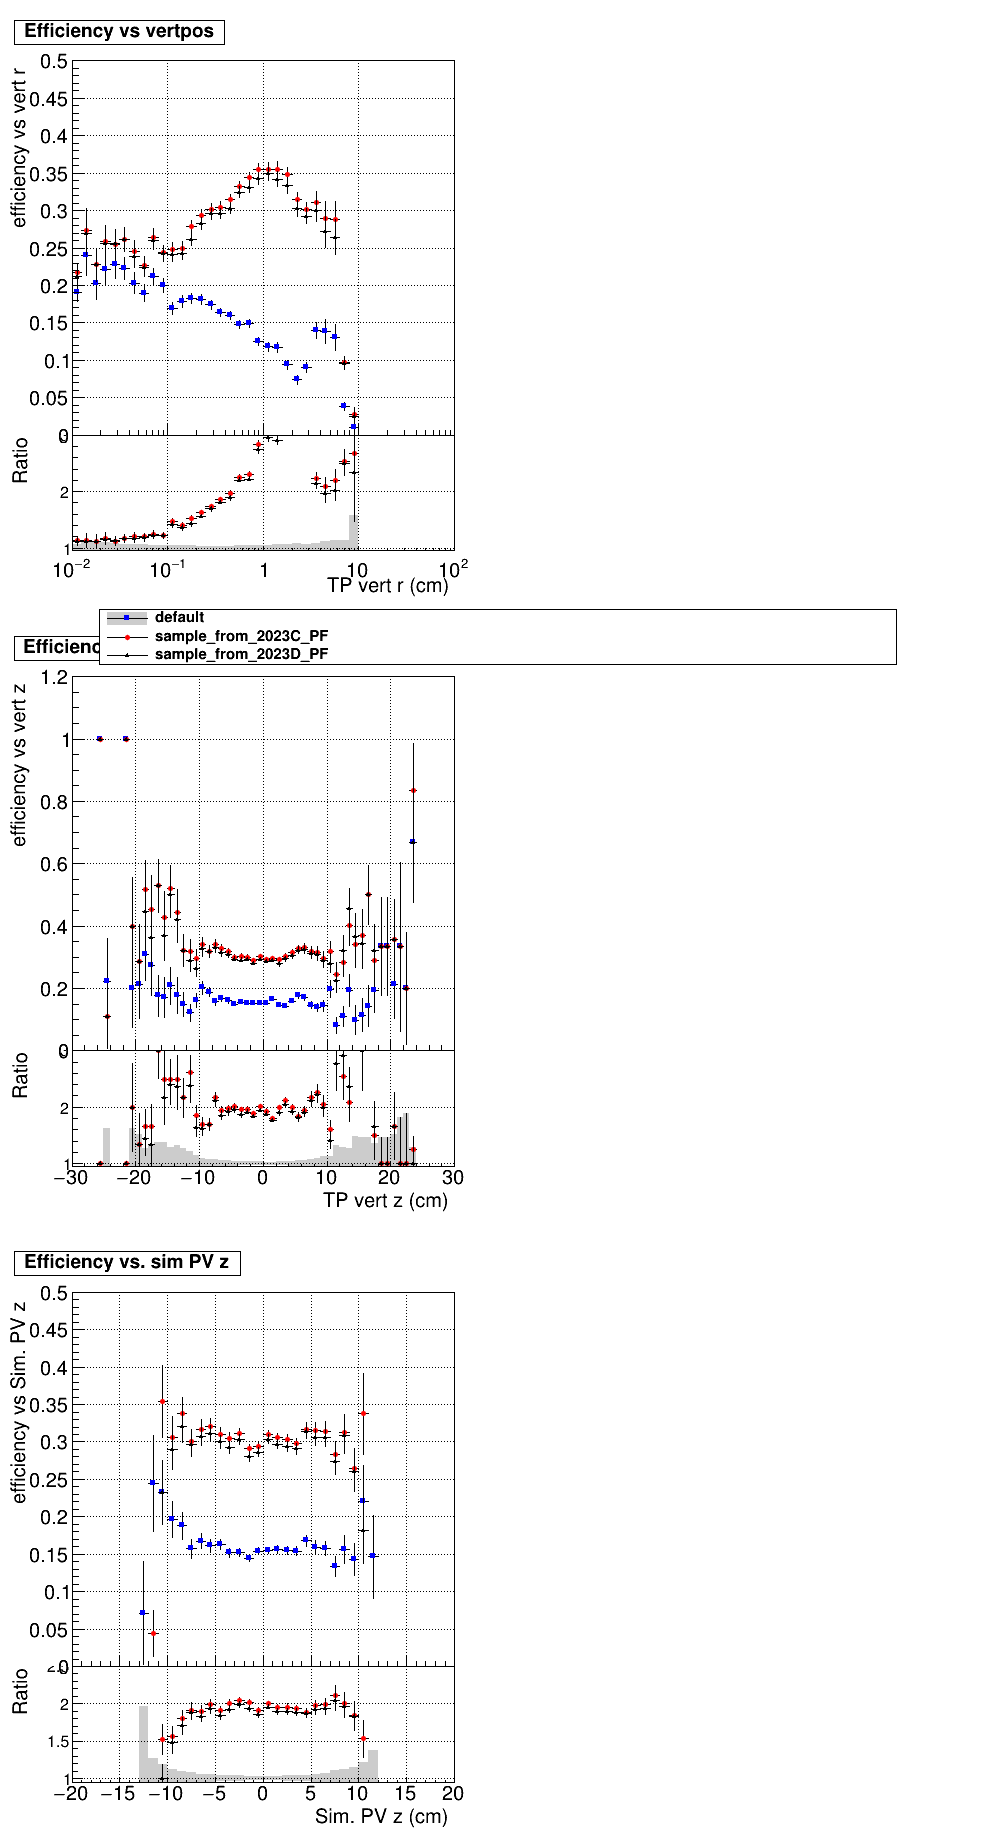 Efficiency vs vertpos
efficiency vs vert r
0.5
0.45
0.4
0.35
0.3
0.25
0.2
0.15
0.1
0.05
0
Ratio
2
1
10⁻² 10⁻¹ 1 10 10²
TP vert r (cm)
default
sample_from_2023C_PF
sample_from_2023D_PF
efficiency vs vert z
1.2
1
0.8
0.6
0.4
0.2
0
Ratio
2
1
−30 −20 −10 0 10 20 30
TP vert z (cm)
Efficiency vs. sim PV z
efficiency vs Sim. PV z
0.5
0.45
0.4
0.35
0.3
0.25
0.2
0.15
0.1
0.05
0
Ratio
2
1.5
1
−20 −15 −10 −5 0 5 10 15 20
Sim. PV z (cm)